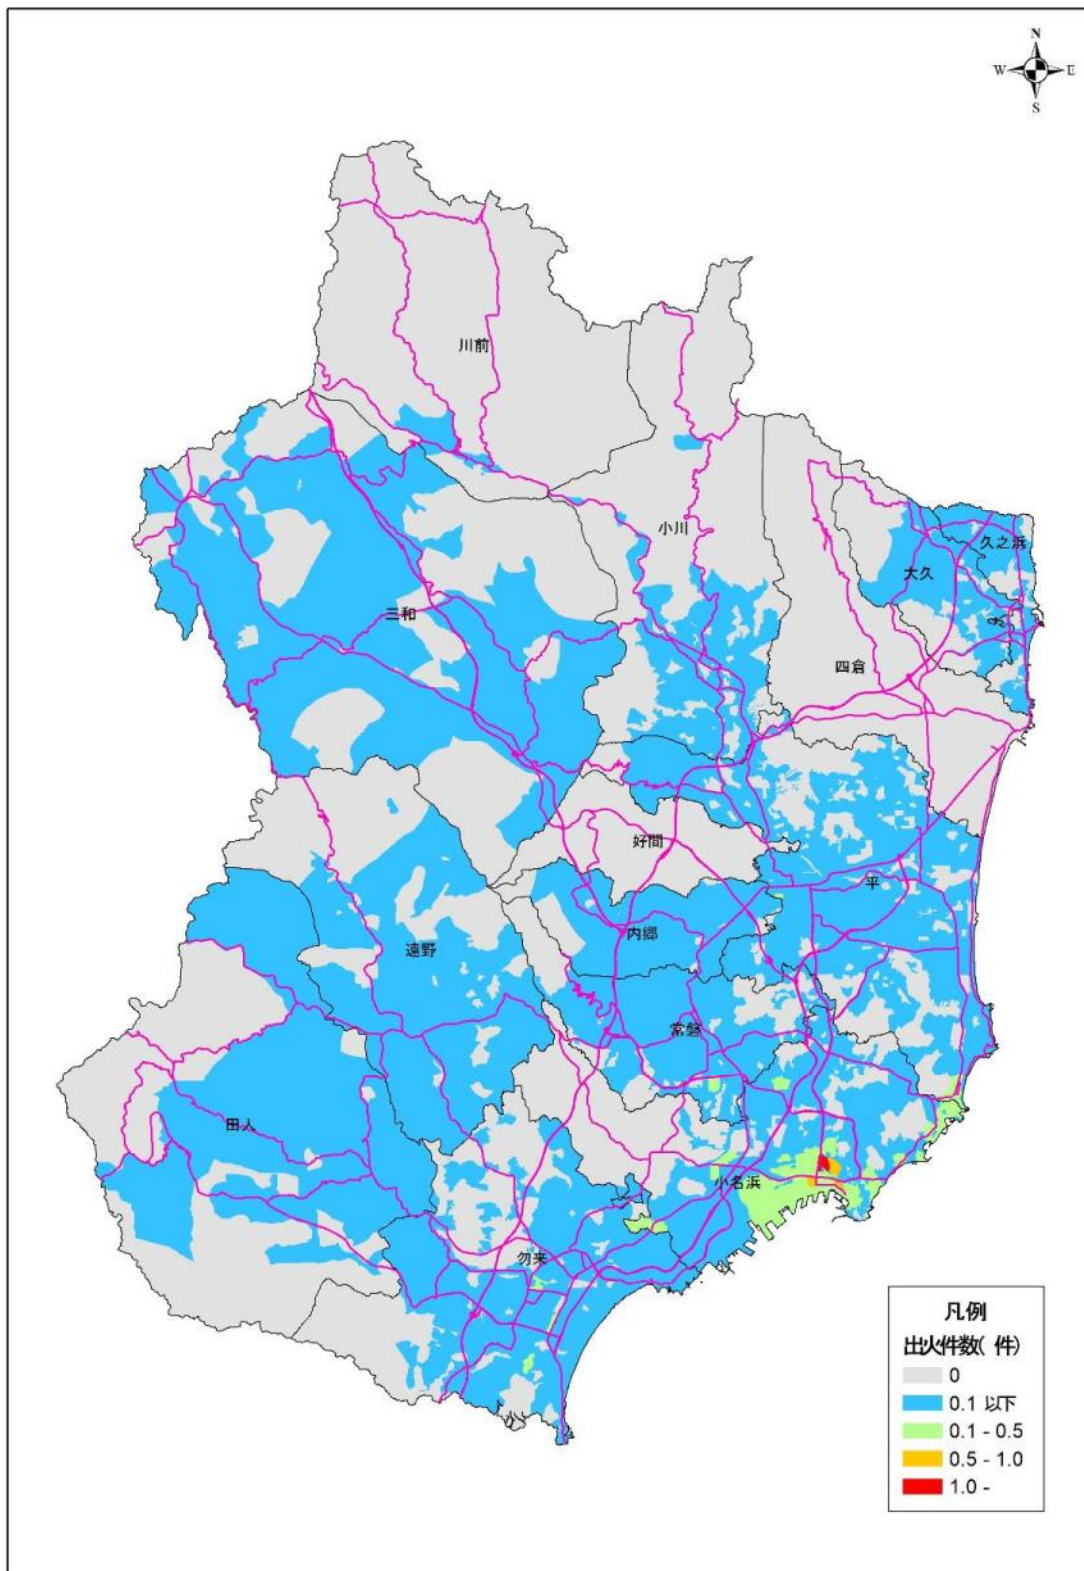 N
W E
S
川前
小川
久之浜
大久
三和
四倉
好間
平
内郷
遠野
常磐
田人
小名浜
勿来
凡例
出火件数( 件)
0
0.1 以下
0.1 - 0.5
0.5 - 1.0
1.0 -